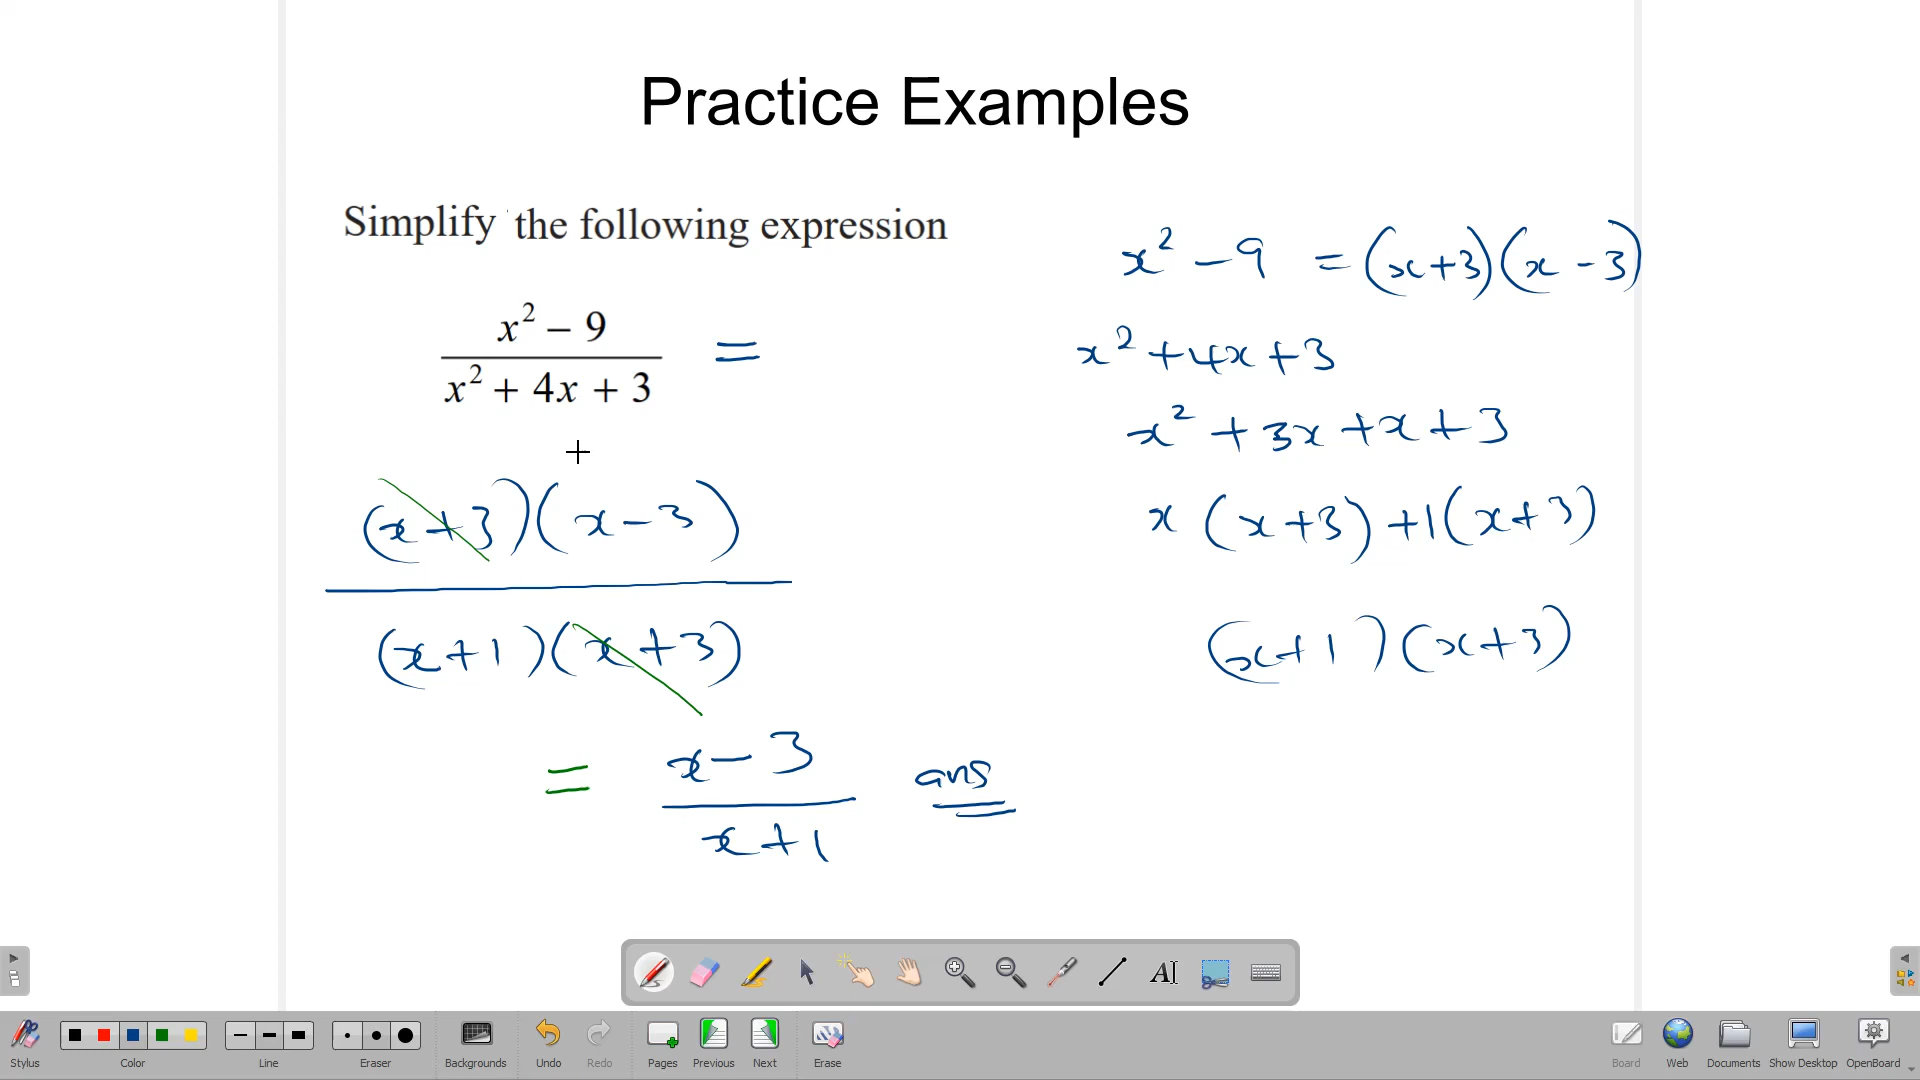 Practice Examples
Simplify the following expression
x² − 9
x² + 4x + 3
=
(x+3)(x-3)
(x+1)(x+3)
= x-3
x+1
ans
x² - 9 = (x+3)(x-3)
x² + 4x + 3
x² + 3x + x + 3
x (x+3) + 1(x+3)
(x+1)(x+3)
AI
Stylus Color Line Eraser Backgrounds Undo Redo Pages Previous Next Erase Board Web Documents Show Desktop OpenBoard